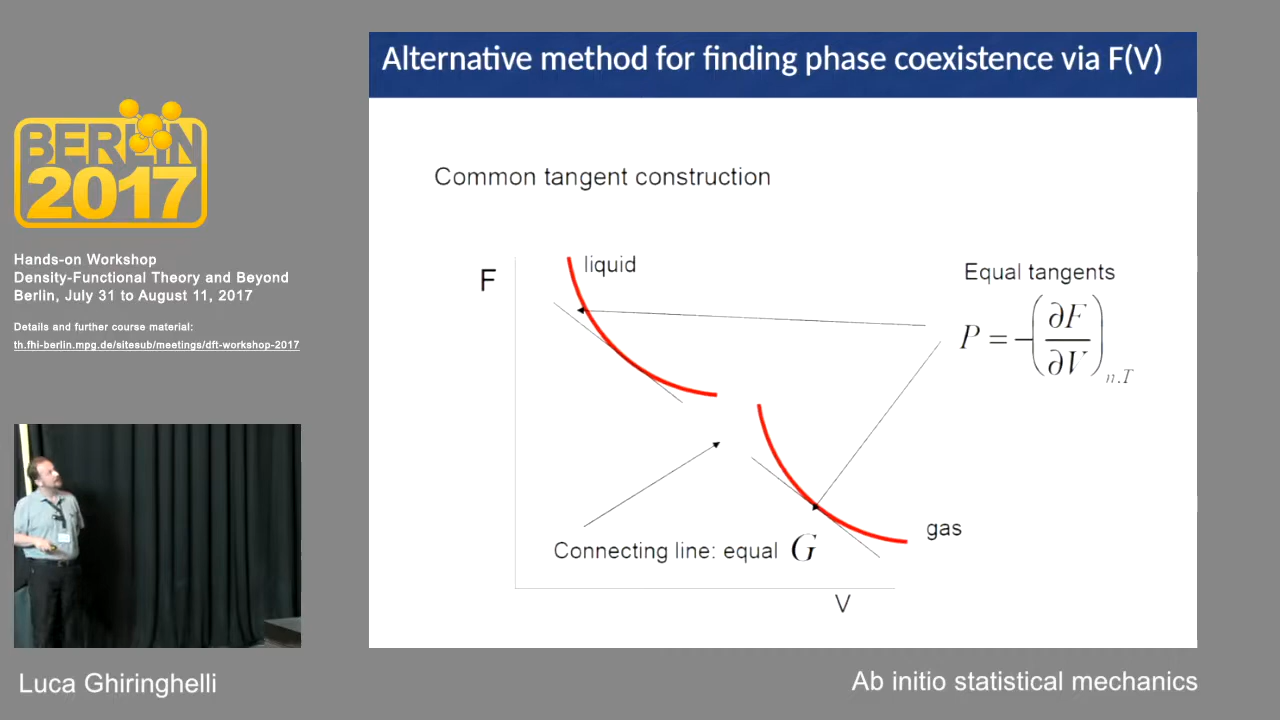 Alternative method for finding phase coexistence via F(V)
BERLIN
2017
Hands-on Workshop
Density-Functional Theory and Beyond
Berlin, July 31 to August 11, 2017
Details and further course material:
th.fhi-berlin.mpg.de/sitesub/meetings/dft-workshop-2017
Common tangent construction
F
liquid
Equal tangents
P = −(∂F/∂V)n,T
gas
Connecting line: equal G
V
Luca Ghiringhelli
Ab initio statistical mechanics